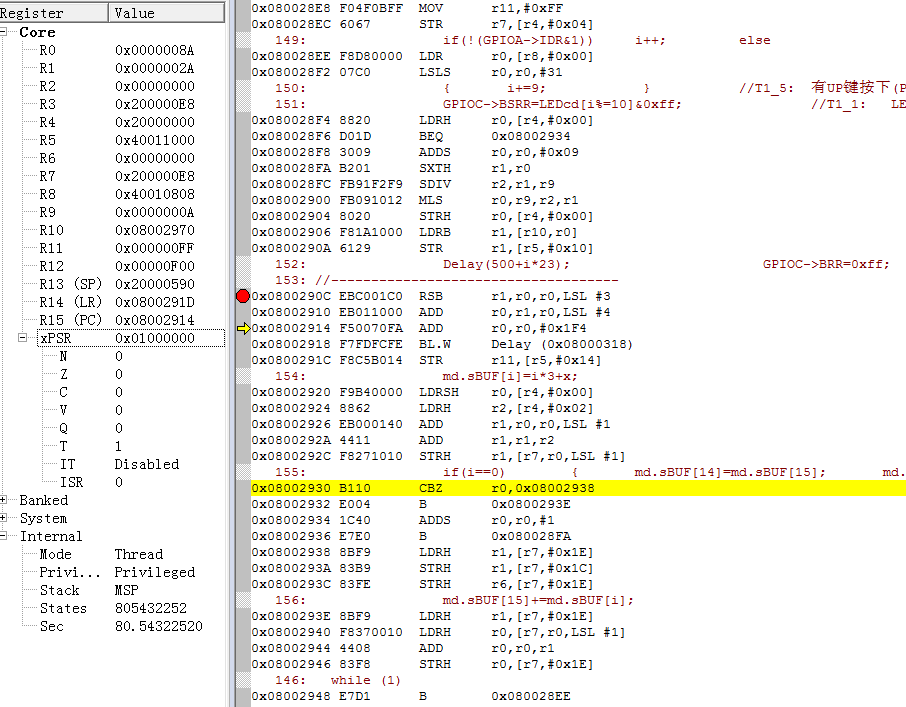 Register Value
Core
R0 0x0000008A
R1 0x0000002A
R2 0x00000000
R3 0x200000E8
R4 0x20000000
R5 0x40011000
R6 0x00000000
R7 0x200000E8
R8 0x40010808
R9 0x0000000A
R10 0x08002970
R11 0x000000FF
R12 0x00000F00
R13 (SP) 0x20000590
R14 (LR) 0x0800291D
R15 (PC) 0x08002914
xPSR 0x01000000
N 0
Z 0
C 0
V 0
Q 0
T 1
IT Disabled
ISR 0
Banked
System
Internal
Mode Thread
Privi... Privileged
Stack MSP
States 805432252
Sec 80.54322520
0x080028E8 F04F0BFF MOV r11,#0xFF
0x080028EC 6067 STR r7,[r4,#0x04]
149: if(!(GPIOA->IDR&1)) i++; else
0x080028EE F8D80000 LDR r0,[r8,#0x00]
0x080028F2 07C0 LSLS r0,r0,#31
150: { i+=9; } //T1_5: 有UP键按下(P
151: GPIOC->BSRR=LEDcd[i%=10]&0xff; //T1_1: LE
0x080028F4 8820 LDRH r0,[r4,#0x00]
0x080028F6 D01D BEQ 0x08002934
0x080028F8 3009 ADDS r0,r0,#0x09
0x080028FA B201 SXTH r1,r0
0x080028FC FB91F2F9 SDIV r2,r1,r9
0x08002900 FB091012 MLS r0,r9,r2,r1
0x08002904 8020 STRH r0,[r4,#0x00]
0x08002906 F81A1000 LDRB r1,[r10,r0]
0x0800290A 6129 STR r1,[r5,#0x10]
152: Delay(500+i*23); GPIOC->BRR=0xff;
153: //------------------------------------
0x0800290C EBC001C0 RSB r1,r0,r0,LSL #3
0x08002910 EB011000 ADD r0,r1,r0,LSL #4
0x08002914 F50070FA ADD r0,r0,#0x1F4
0x08002918 F7FDFCFE BL.W Delay (0x08000318)
0x0800291C F8C5B014 STR r11,[r5,#0x14]
154: md.sBUF[i]=i*3+x;
0x08002920 F9B40000 LDRSH r0,[r4,#0x00]
0x08002924 8862 LDRH r2,[r4,#0x02]
0x08002926 EB000140 ADD r1,r0,r0,LSL #1
0x0800292A 4411 ADD r1,r1,r2
0x0800292C F8271010 STRH r1,[r7,r0,LSL #1]
155: if(i==0) { md.sBUF[14]=md.sBUF[15]; md.
0x08002930 B110 CBZ r0,0x08002938
0x08002932 E004 B 0x0800293E
0x08002934 1C40 ADDS r0,r0,#1
0x08002936 E7E0 B 0x080028FA
0x08002938 8BF9 LDRH r1,[r7,#0x1E]
0x0800293A 83B9 STRH r1,[r7,#0x1C]
0x0800293C 83FE STRH r6,[r7,#0x1E]
156: md.sBUF[15]+=md.sBUF[i];
0x0800293E 8BF9 LDRH r1,[r7,#0x1E]
0x08002940 F8370010 LDRH r0,[r7,r0,LSL #1]
0x08002944 4408 ADD r0,r0,r1
0x08002946 83F8 STRH r0,[r7,#0x1E]
146: while (1)
0x08002948 E7D1 B 0x080028EE